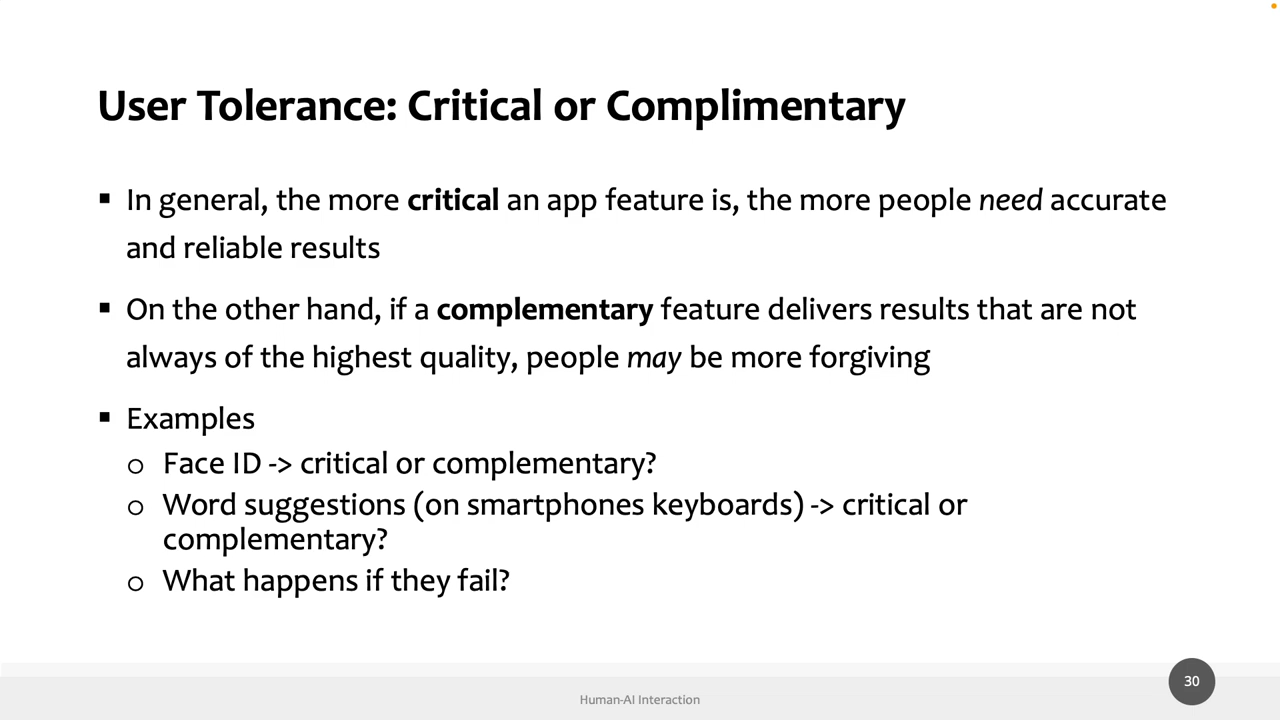 User Tolerance: Critical or Complimentary
▪ In general, the more critical an app feature is, the more people need accurate
and reliable results
▪ On the other hand, if a complementary feature delivers results that are not
always of the highest quality, people may be more forgiving
▪ Examples
o Face ID -> critical or complementary?
o Word suggestions (on smartphones keyboards) -> critical or
complementary?
o What happens if they fail?
30
Human-AI Interaction